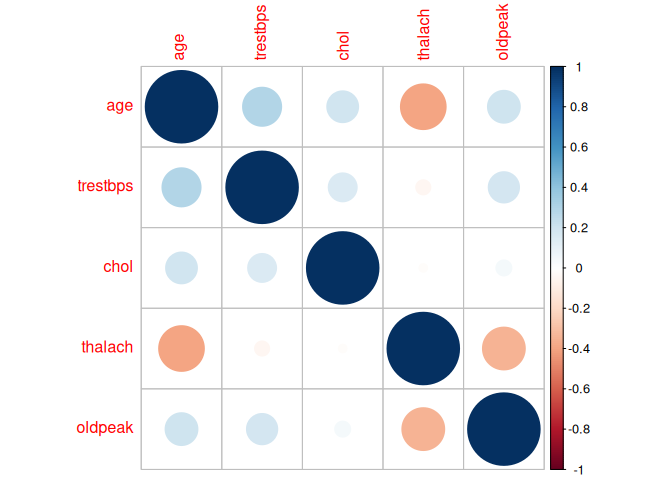 age
trestbps
chol
thalach
oldpeak
age
trestbps
chol
thalach
oldpeak
1
0.8
0.6
0.4
0.2
0
-0.2
-0.4
-0.6
-0.8
-1